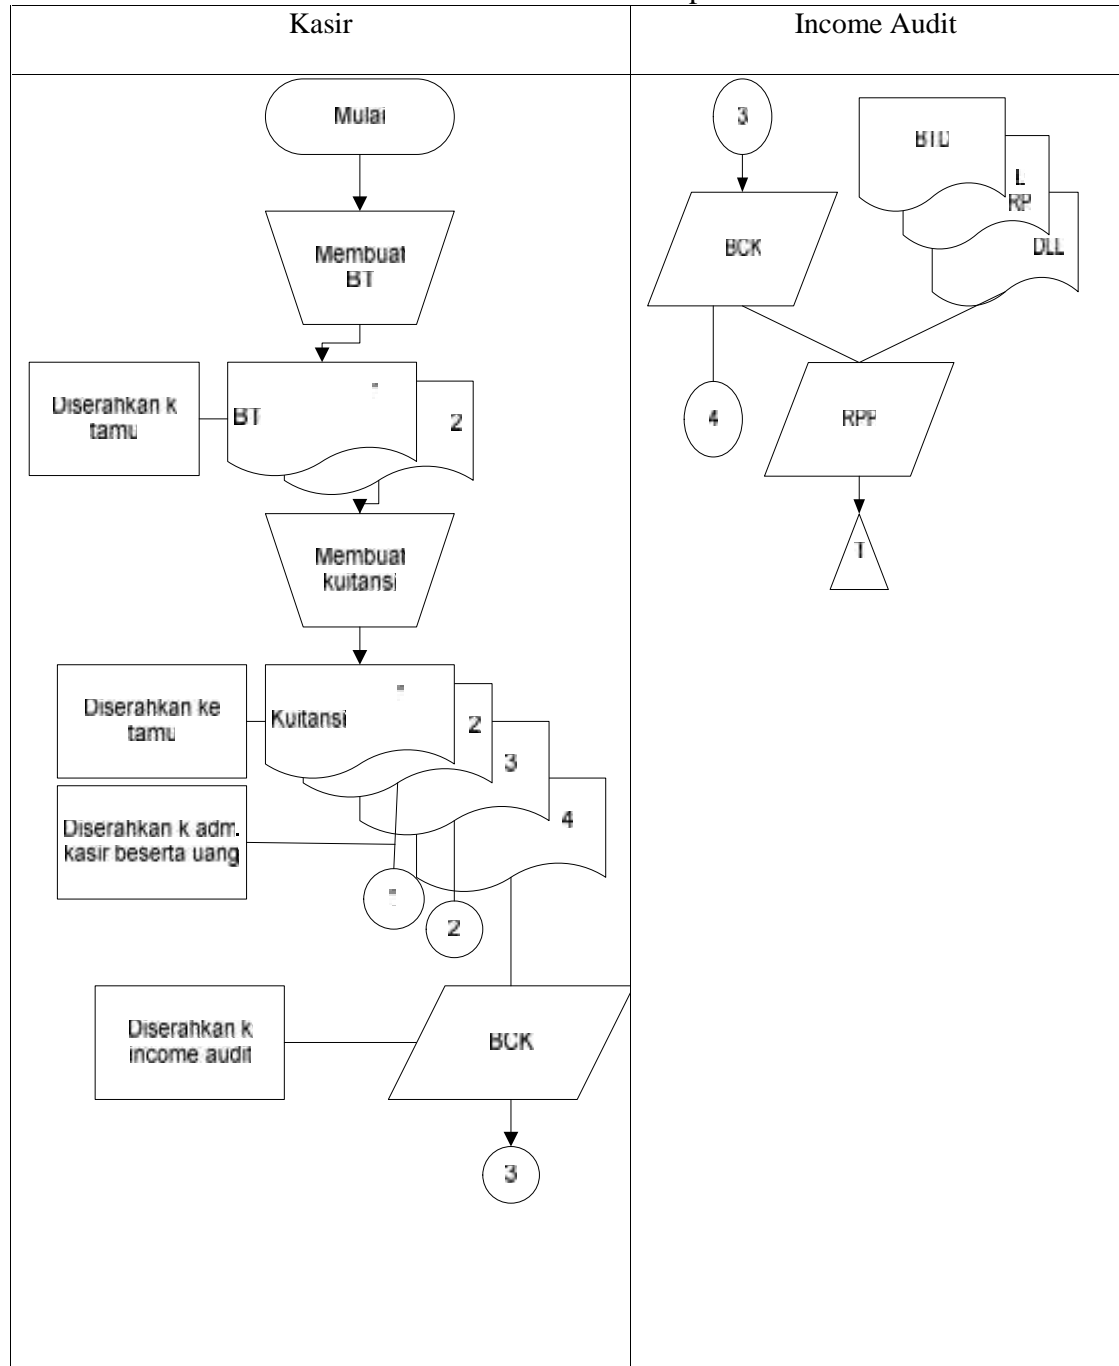 Kasir
Income Audit
Mulai
Membuat
BT
Diserahkan k
tamu
BT
2
Membuat
kuitansi
Diserahkan ke
tamu
Kuitansi
2
3
4
Diserahkan k adm.
kasir beserta uang
2
Diserahkan k
income audit
BCK
3
3
BCK
4
L
RP
DLL
T